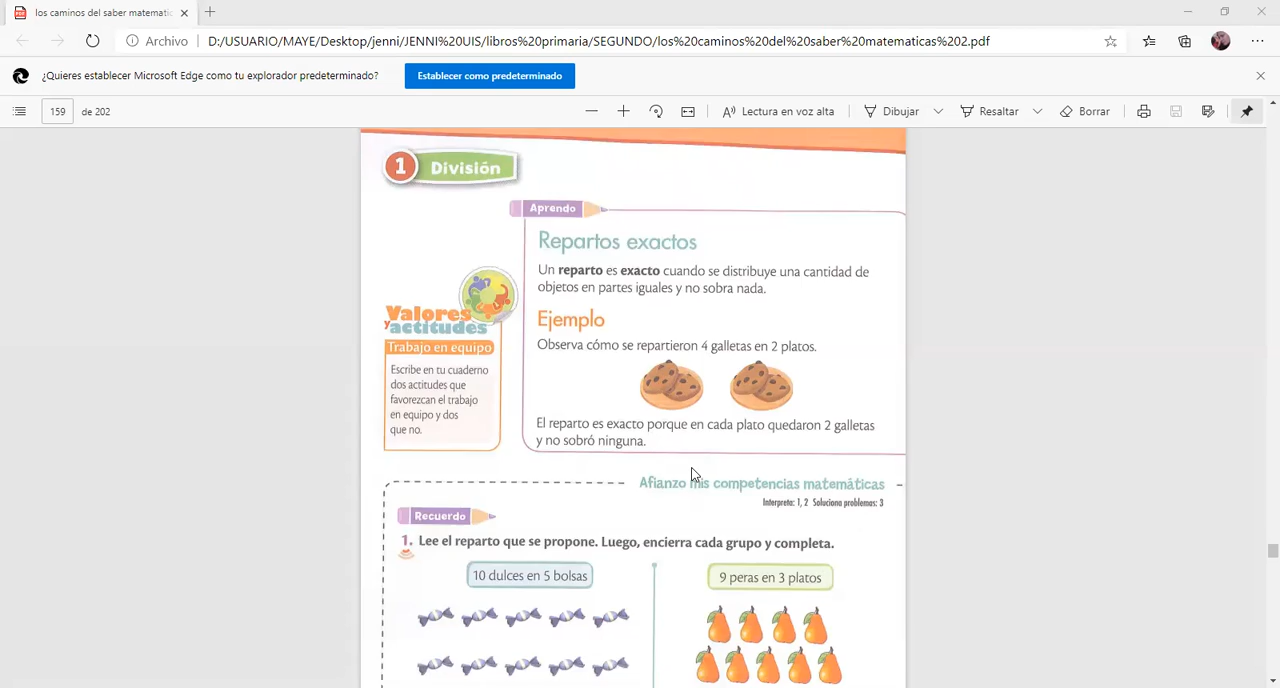 los caminos del saber matematic
Archivo
D:/USUARIO/MAYE/Desktop/jenni/JENNI UIS/libros%20primaria/SEGUNDO/los%20caminos%20del%20saber%20matematicas%202.pdf
¿Quieres establecer Microsoft Edge como tu explorador predeterminado?
Establecer como predeterminado
159 de 202
Lectura en voz alta
Dibujar
Resaltar
Borrar
1 División
Aprendo
Repartos exactos
Un reparto es exacto cuando se distribuye una cantidad de
objetos en partes iguales y no sobra nada.
Ejemplo
Observa cómo se repartieron 4 galletas en 2 platos.
El reparto es exacto porque en cada plato quedaron 2 galletas
y no sobró ninguna.
Valores
y actitudes
Trabajo en equipo
Escribe en tu cuaderno
dos actitudes que
favorezcan el trabajo
en equipo y dos
que no.
Afianzo mis competencias matemáticas
Interpreta: 1, 2 Soluciona problemas: 3
Recuerdo
1. Lee el reparto que se propone. Luego, encierra cada grupo y completa.
10 dulces en 5 bolsas
9 peras en 3 platos